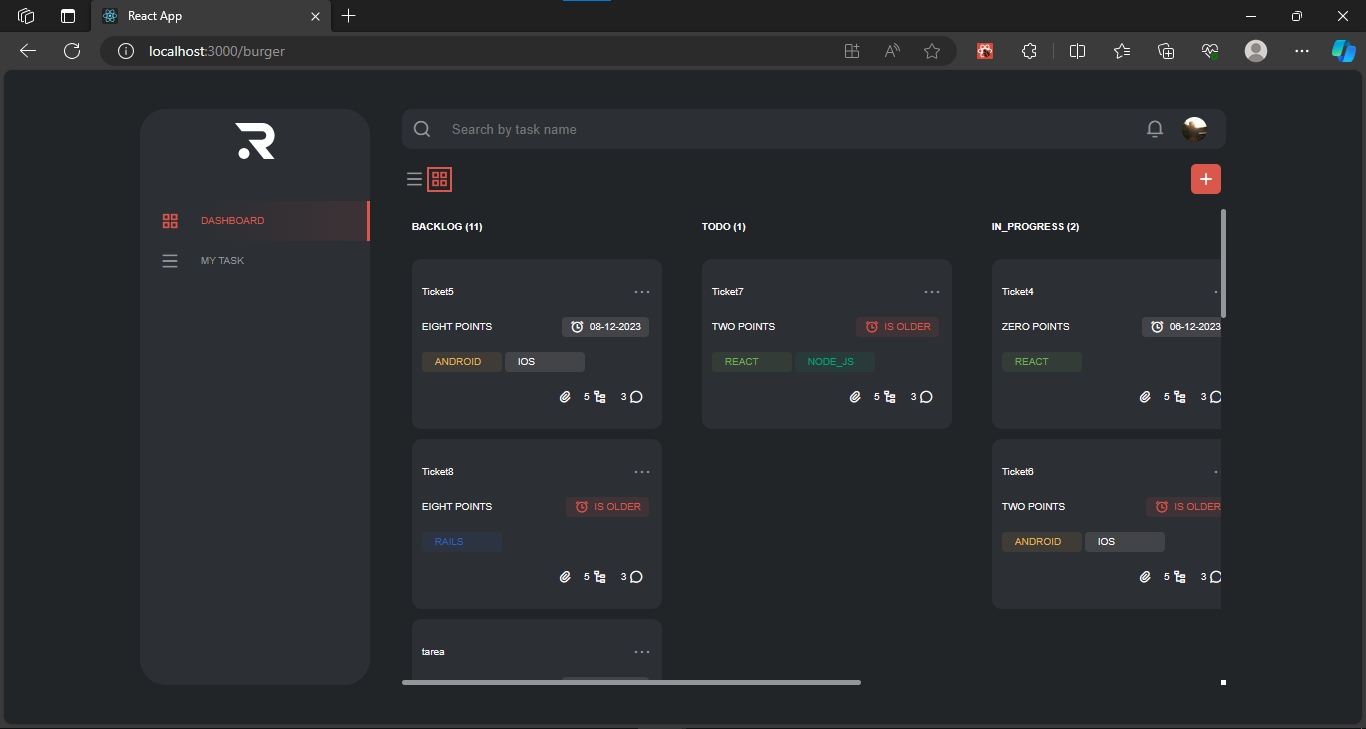 React App
localhost:3000/burger
Search by task name
DASHBOARD
MY TASK
BACKLOG (11)
Ticket5
EIGHT POINTS
08-12-2023
ANDROID IOS
5 3
Ticket8
EIGHT POINTS
IS OLDER
RAILS
5 3
tarea
TODO (1)
Ticket7
TWO POINTS
IS OLDER
REACT NODE_JS
5 3
IN_PROGRESS (2)
Ticket4
ZERO POINTS
06-12-2023
REACT
5 3
Ticket6
TWO POINTS
IS OLDER
ANDROID IOS
5 3